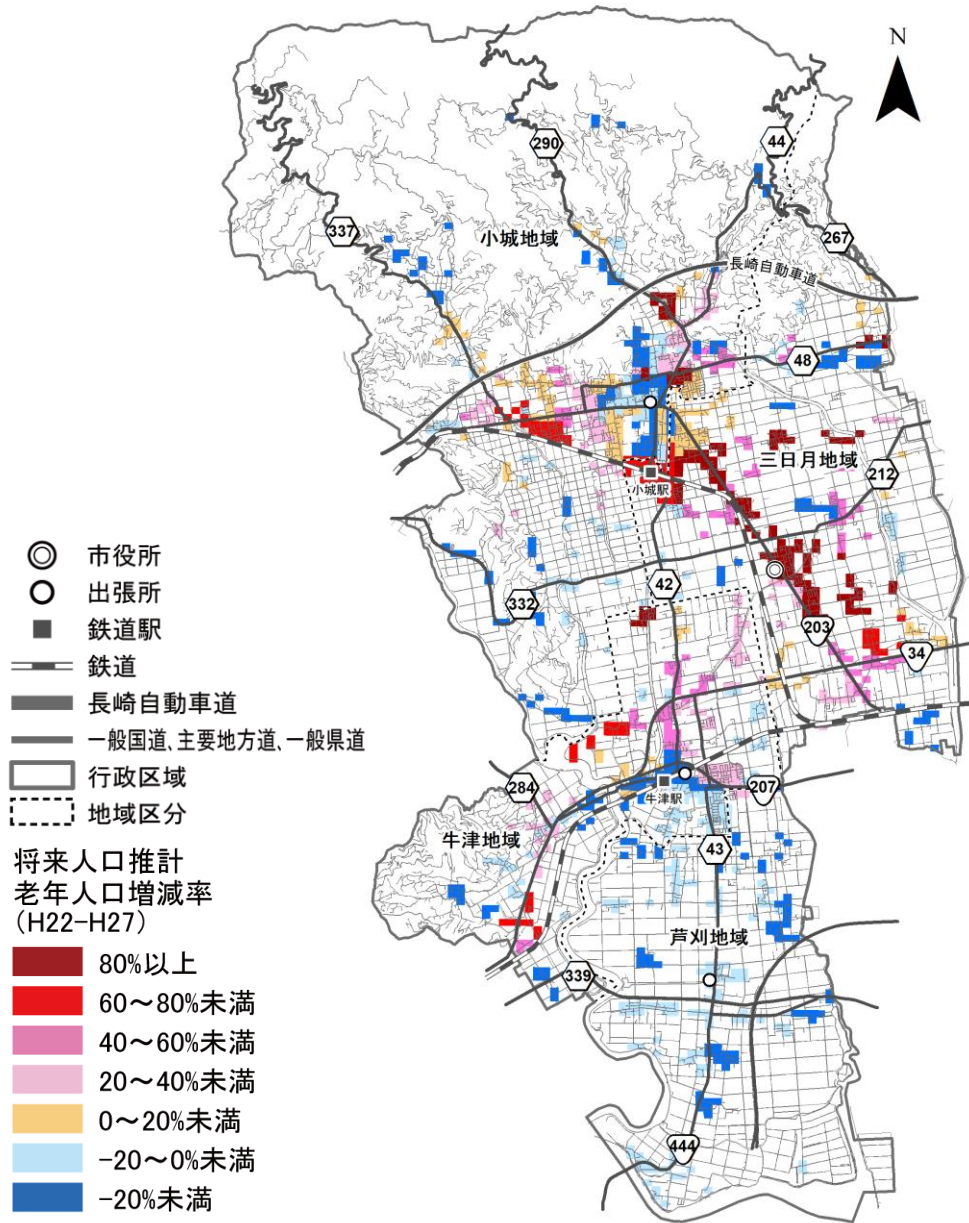 N
290
44
337
小城地域
267
長崎自動車道
48
三日月地域
212
小城駅
332
42
203
34
284
牛津駅
207
牛津地域
43
芦刈地域
339
444
市役所
出張所
鉄道駅
鉄道
長崎自動車道
一般国道、主要地方道、一般県道
行政区域
地域区分
将来人口推計
老年人口増減率
(H22-H27)
80%以上
60～80%未満
40～60%未満
20～40%未満
0～20%未満
-20～0%未満
-20%未満